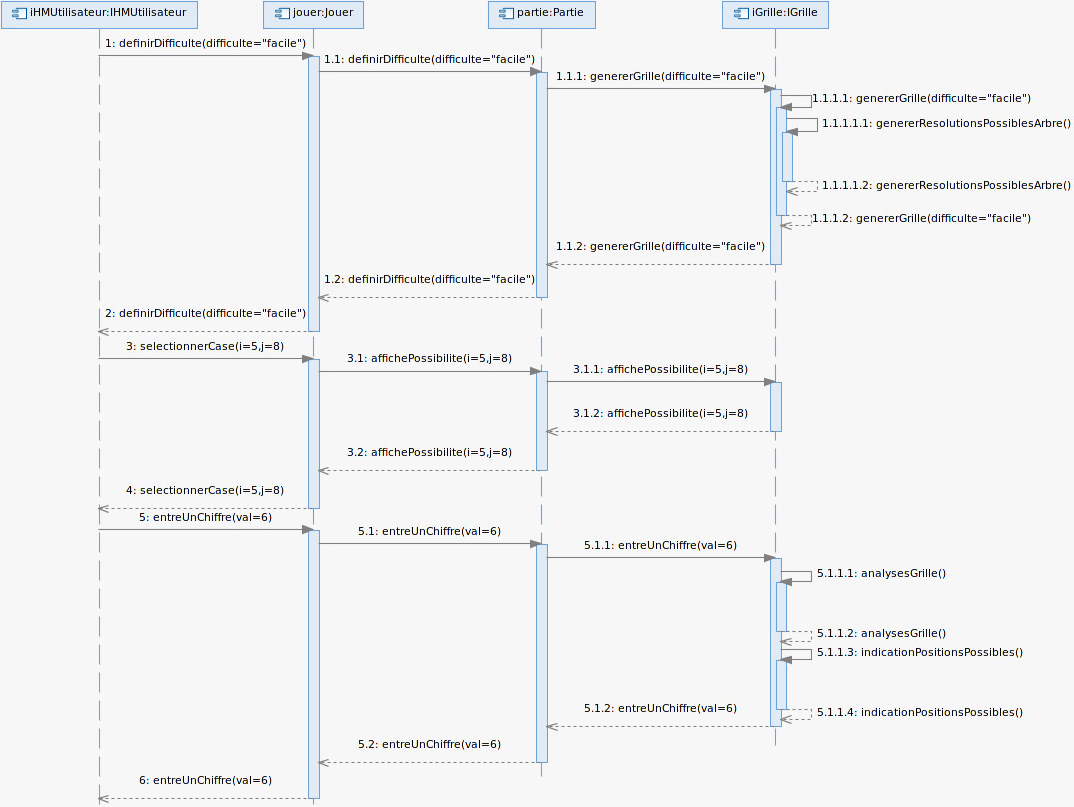 iHMUtilisateur:IHMUtilisateur
jouer:Jouer
partie:Partie
iGrille:IGrille
1: definirDifficulte(difficulte="facile")
1.1: definirDifficulte(difficulte="facile")
1.1.1: genererGrille(difficulte="facile")
1.1.1.1: genererGrille(difficulte="facile")
1.1.1.1.1: genererResolutionsPossiblesArbre()
1.1.1.1.2: genererResolutionsPossiblesArbre()
1.1.1.2: genererGrille(difficulte="facile")
1.1.2: genererGrille(difficulte="facile")
1.2: definirDifficulte(difficulte="facile")
2: definirDifficulte(difficulte="facile")
3: selectionnerCase(i=5,j=8)
3.1: affichePossibilite(i=5,j=8)
3.1.1: affichePossibilite(i=5,j=8)
3.1.2: affichePossibilite(i=5,j=8)
3.2: affichePossibilite(i=5,j=8)
4: selectionnerCase(i=5,j=8)
5: entreUnChiffre(val=6)
5.1: entreUnChiffre(val=6)
5.1.1: entreUnChiffre(val=6)
5.1.1.1: analysesGrille()
5.1.1.2: analysesGrille()
5.1.1.3: indicationPositionsPossibles()
5.1.1.4: indicationPositionsPossibles()
5.1.2: entreUnChiffre(val=6)
5.2: entreUnChiffre(val=6)
6: entreUnChiffre(val=6)